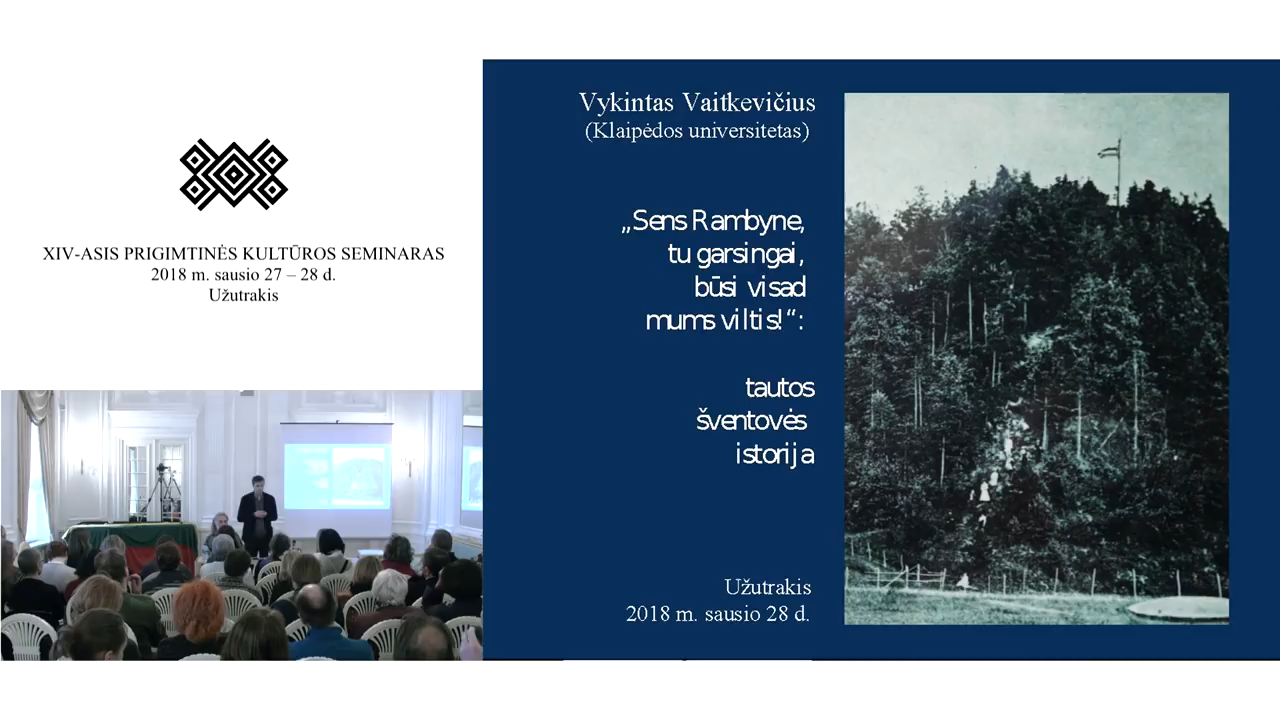 XIV-ASIS PRIGIMTINĖS KULTŪROS SEMINARAS
2018 m. sausio 27 – 28 d.
Užutrakis
Vykintas Vaitkevičius
(Klaipėdos universitetas)
„Sens Rambyne,
tu garsingai,
būsi visad
mums viltis!“:
tautos
šventovės
istorija
Užutrakis
2018 m. sausio 28 d.